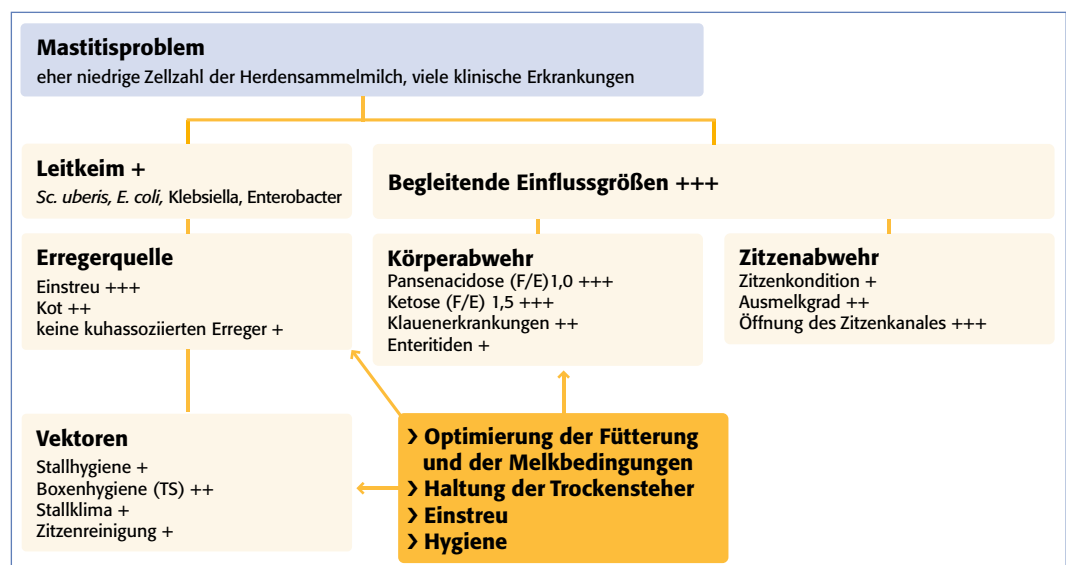 Mastitisproblem
eher niedrige Zellzahl der Herdensammelmilch, viele klinische Erkrankungen
Leitkeim +
Sc. uberis, E. coli, Klebsiella, Enterobacter
Begleitende Einflussgrößen +++
Erregerquelle
Einstreu +++
Kot ++
keine kuhassoziierten Erreger +
Körperabwehr
Pansenacidose (F/E)1,0 +++
Ketose (F/E) 1,5 +++
Klauenerkrankungen ++
Enteritiden +
Zitzenabwehr
Zitzenkondition +
Ausmelkgrad ++
Öffnung des Zitzenkanales +++
Vektoren
Stallhygiene +
Boxenhygiene (TS) ++
Stallklima +
Zitzenreinigung +
❯ Optimierung der Fütterung
und der Melkbedingungen
❯ Haltung der Trockensteher
❯ Einstreu
❯ Hygiene